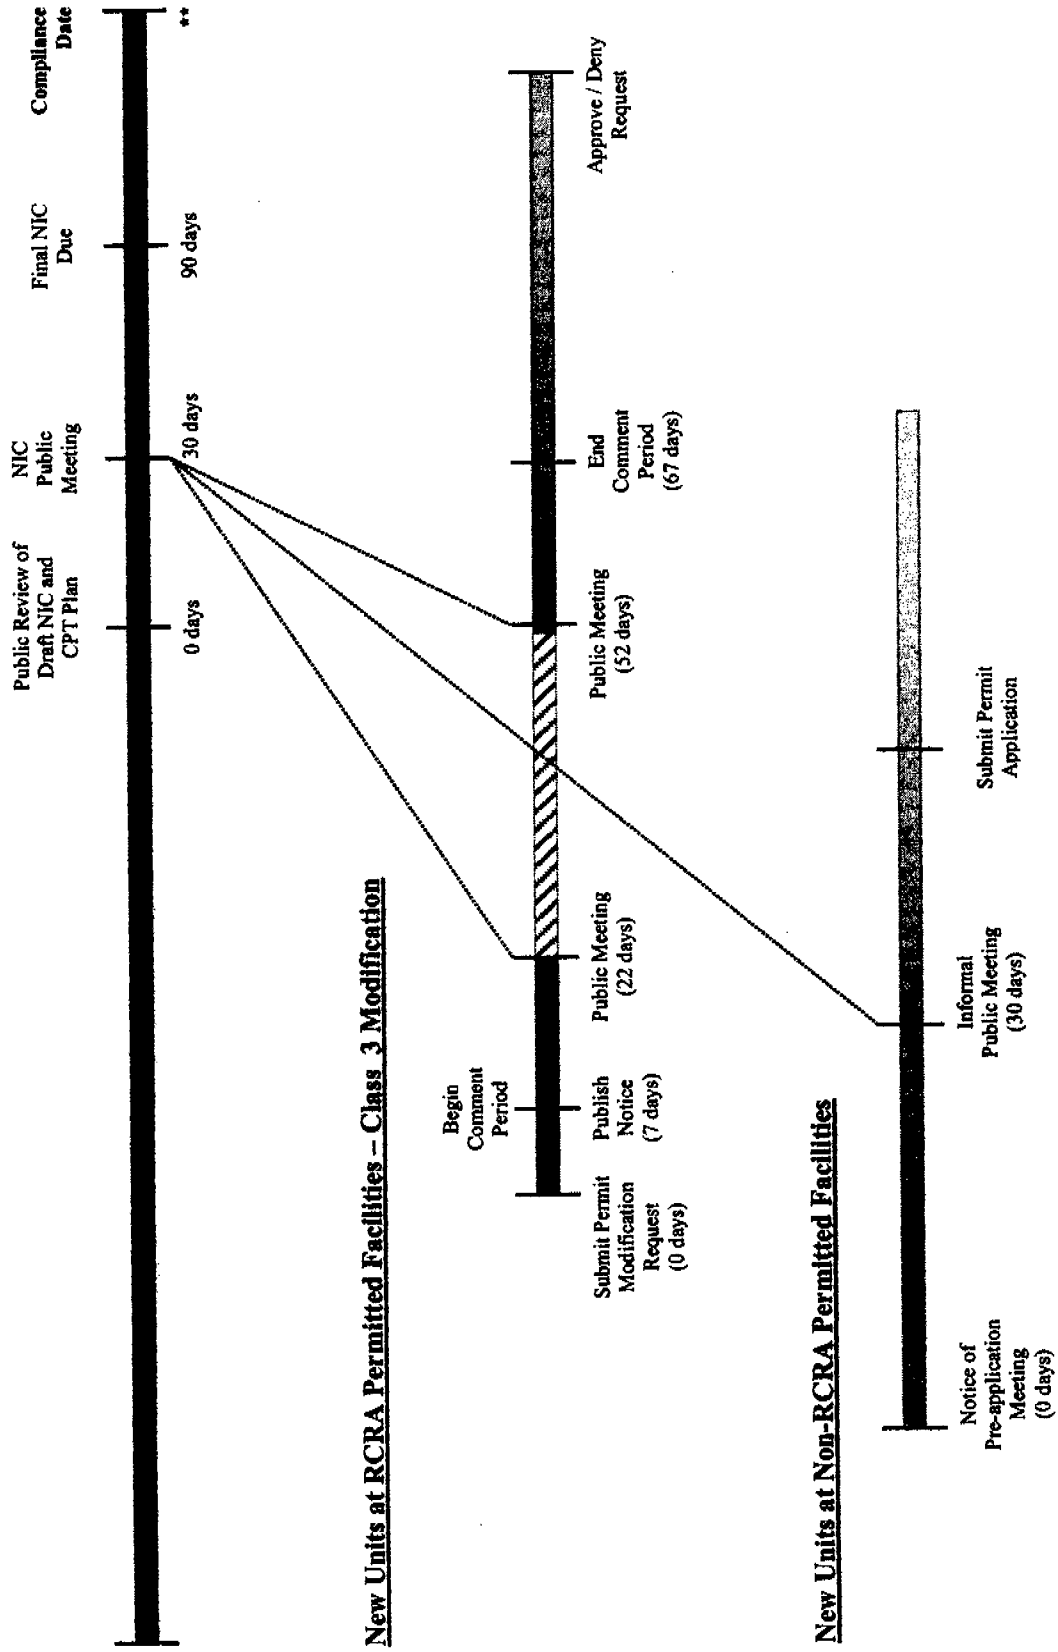 Public Review of
Draft NIC and
CPT Plan
NIC
Public
Meeting
Final NIC
Due
Compliance
Date
0 days
30 days
90 days
**
New Units at RCRA Permitted Facilities – Class 3 Modification
Begin
Comment
Period
Submit Permit
Modification
Request
(0 days)
Publish
Notice
(7 days)
Public Meeting
(22 days)
Public Meeting
(52 days)
End
Comment
Period
(67 days)
Approve / Deny
Request
New Units at Non-RCRA Permitted Facilities
Notice of
Pre-application
Meeting
(0 days)
Informal
Public Meeting
(30 days)
Submit Permit
Application